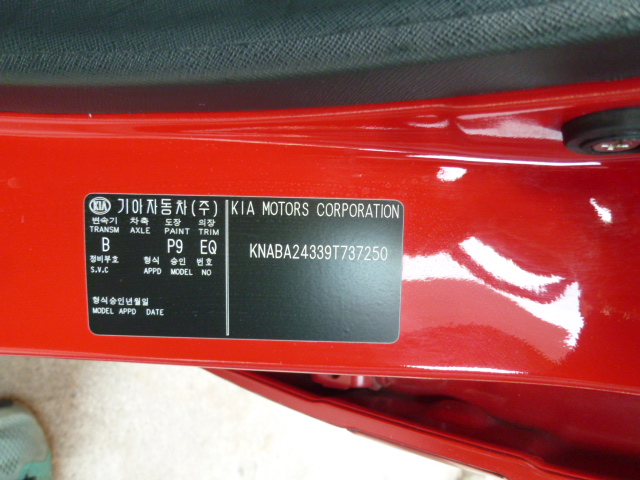 KIA 기아자동차(주)
변속기 차축 도장 의장
TRANSM AXLE PAINT TRIM
B P9 EQ
정비부호 형식 승인 번호
S.V.C APPD MODEL NO
형식승인년월일
MODEL APPD DATE
KIA MOTORS CORPORATION
KNABA24339T737250